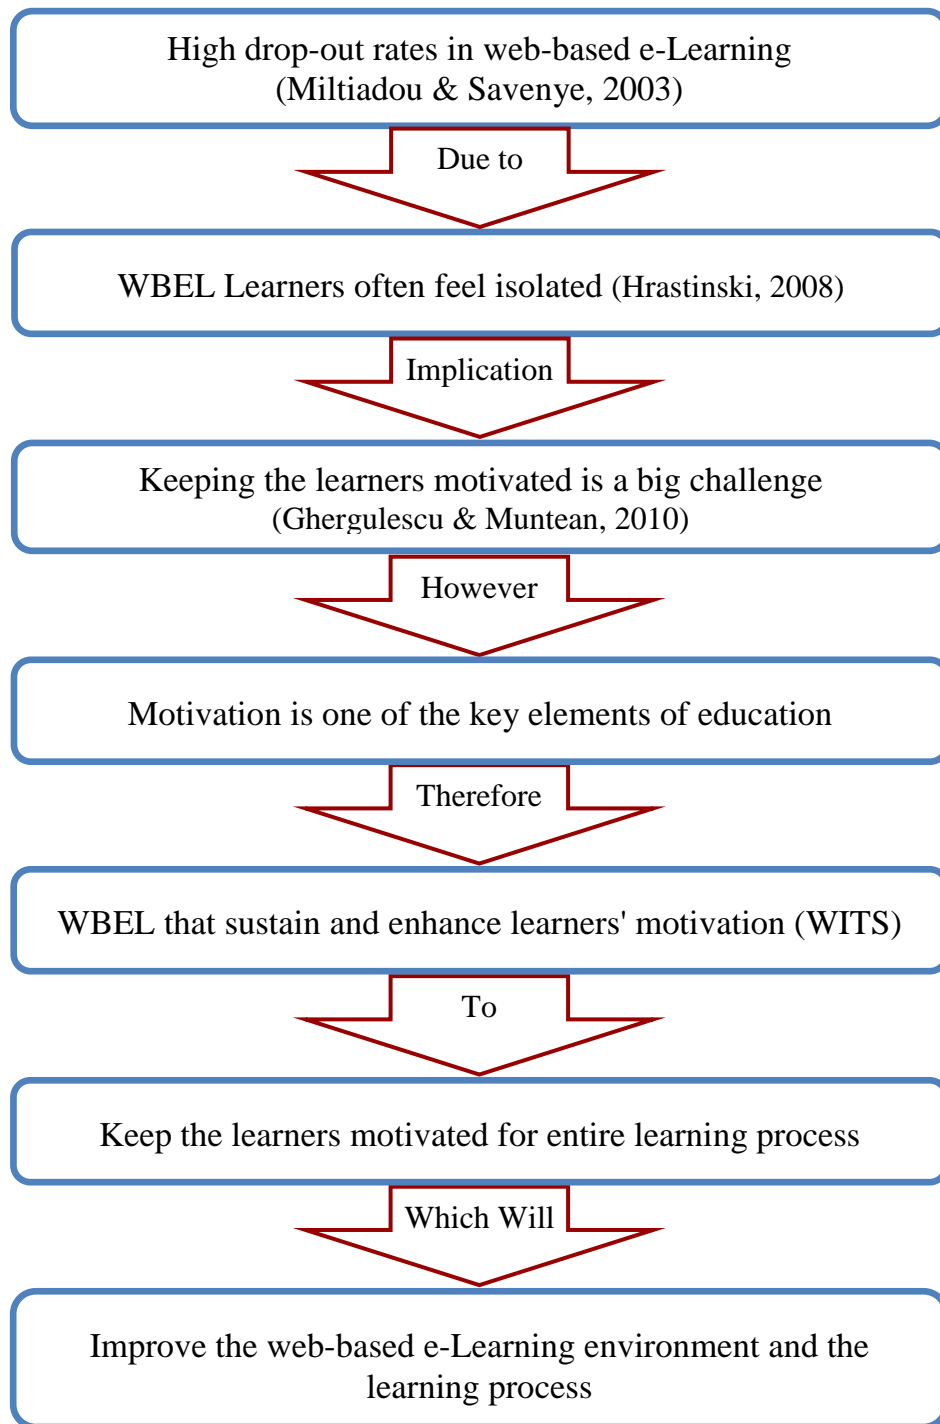 High drop-out rates in web-based e-Learning
(Miltiadou & Savenye, 2003)
Due to
WBEL Learners often feel isolated (Hrastinski, 2008)
Implication
Keeping the learners motivated is a big challenge
(Ghergulescu & Muntean, 2010)
However
Motivation is one of the key elements of education
Therefore
WBEL that sustain and enhance learners' motivation (WITS)
To
Keep the learners motivated for entire learning process
Which Will
Improve the web-based e-Learning environment and the
learning process